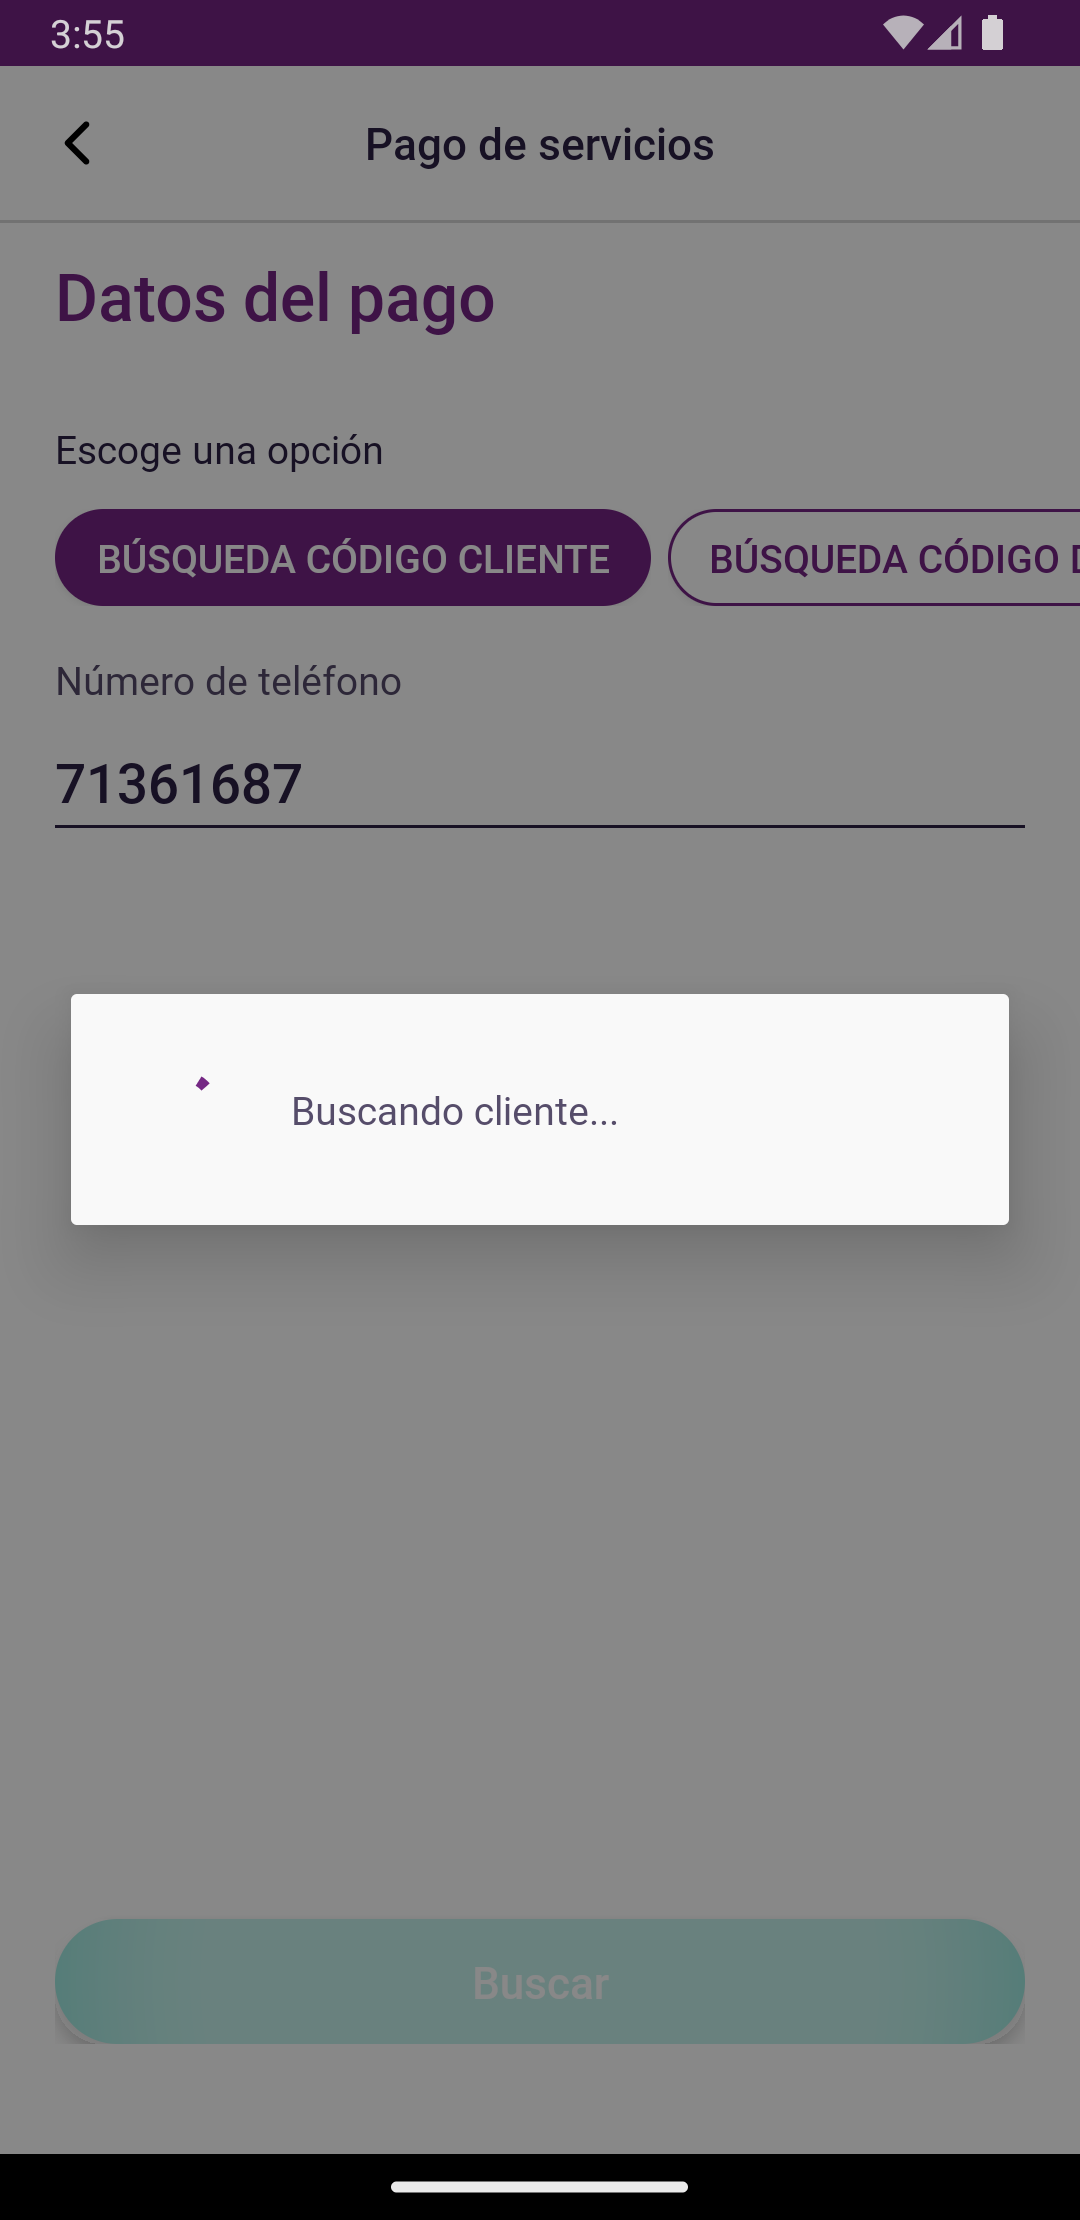 3:55
Pago de servicios
Datos del pago
Escoge una opción
BÚSQUEDA CÓDIGO CLIENTE
BÚSQUEDA CÓDIGO
Número de teléfono
71361687
Buscando cliente...
Buscar